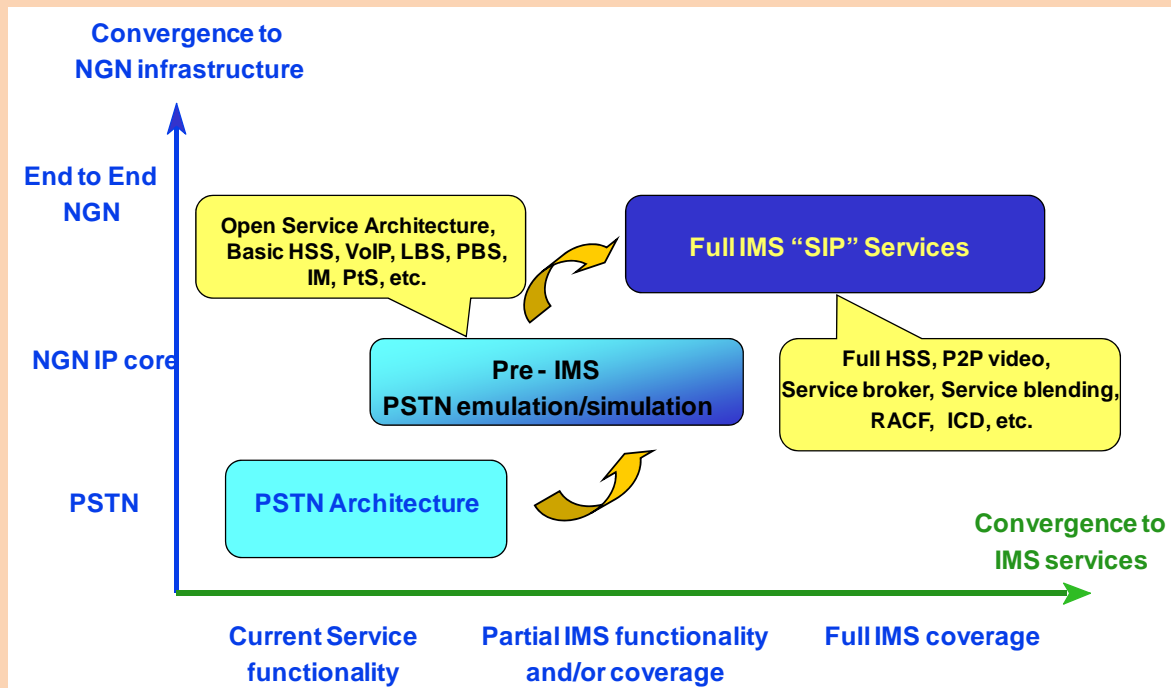 Convergence to
NGN infrastructure
End to End
NGN
Open Service Architecture,
Basic HSS, VoIP, LBS, PBS,
IM, PtS, etc.
Full IMS “SIP” Services
NGN IP core
Pre - IMS
PSTN emulation/simulation
Full HSS, P2P video,
Service broker, Service blending,
RACF, ICD, etc.
PSTN
PSTN Architecture
Convergence to
IMS services
Current Service
functionality
Partial IMS functionality
and/or coverage
Full IMS coverage